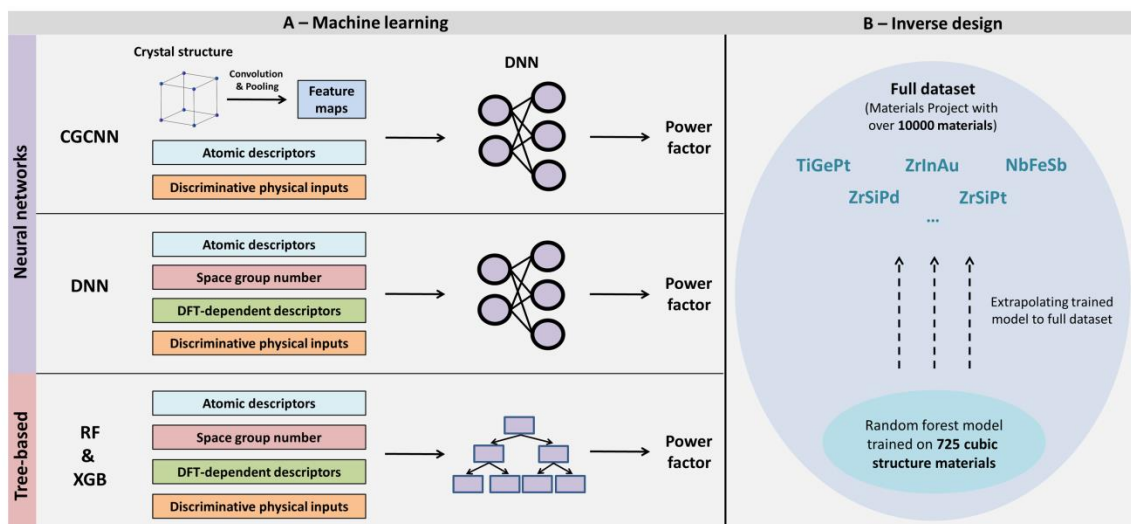 A – Machine learning
Neural networks
CGCNN
Crystal structure
Convolution
& Pooling
Feature
maps
Atomic descriptors
Discriminative physical inputs
DNN
Power
factor
DNN
Atomic descriptors
Space group number
DFT-dependent descriptors
Discriminative physical inputs
Power
factor
Tree-based
RF
&
XGB
Atomic descriptors
Space group number
DFT-dependent descriptors
Discriminative physical inputs
Power
factor
B – Inverse design
Full dataset
(Materials Project with
over 10000 materials)
TiGePt ZrInAu NbFeSb
ZrSiPd ZrSiPt
...
Extrapolating trained
model to full dataset
Random forest model
trained on 725 cubic
structure materials